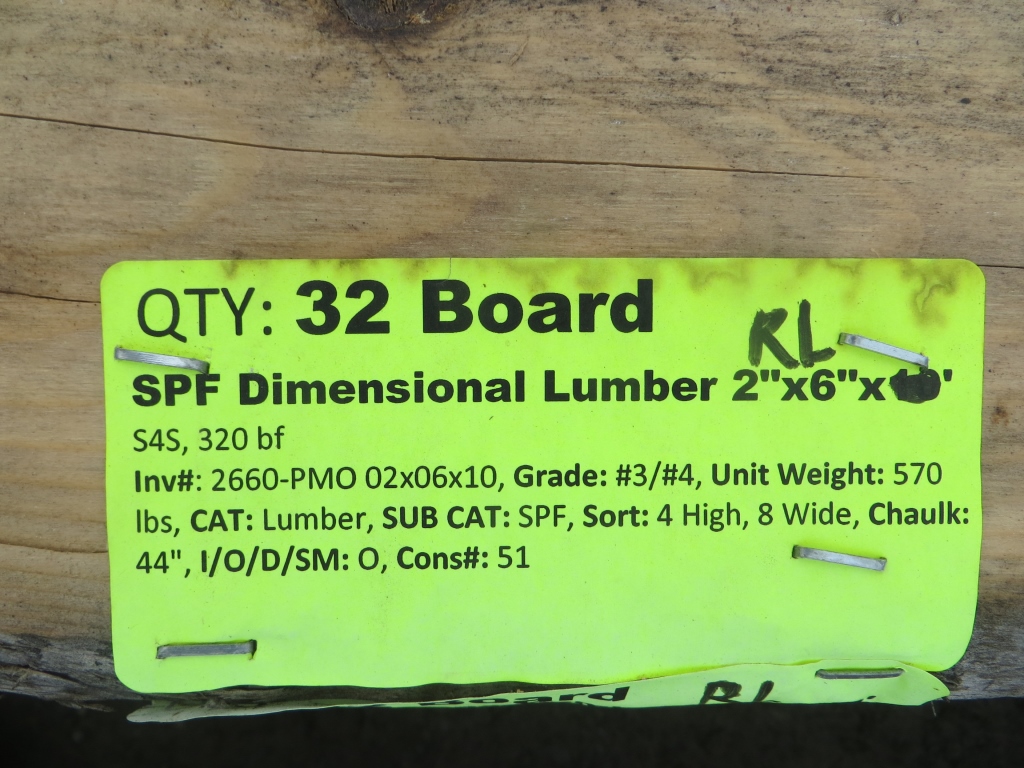 QTY: 32 Board
RL
SPF Dimensional Lumber 2"x6"x
S4S, 320 bf
Inv#: 2660-PMO 02x06x10, Grade: #3/#4, Unit Weight: 570
lbs, CAT: Lumber, SUB CAT: SPF, Sort: 4 High, 8 Wide, Chaulk:
44", I/O/D/SM: O, Cons#: 51
Board RL